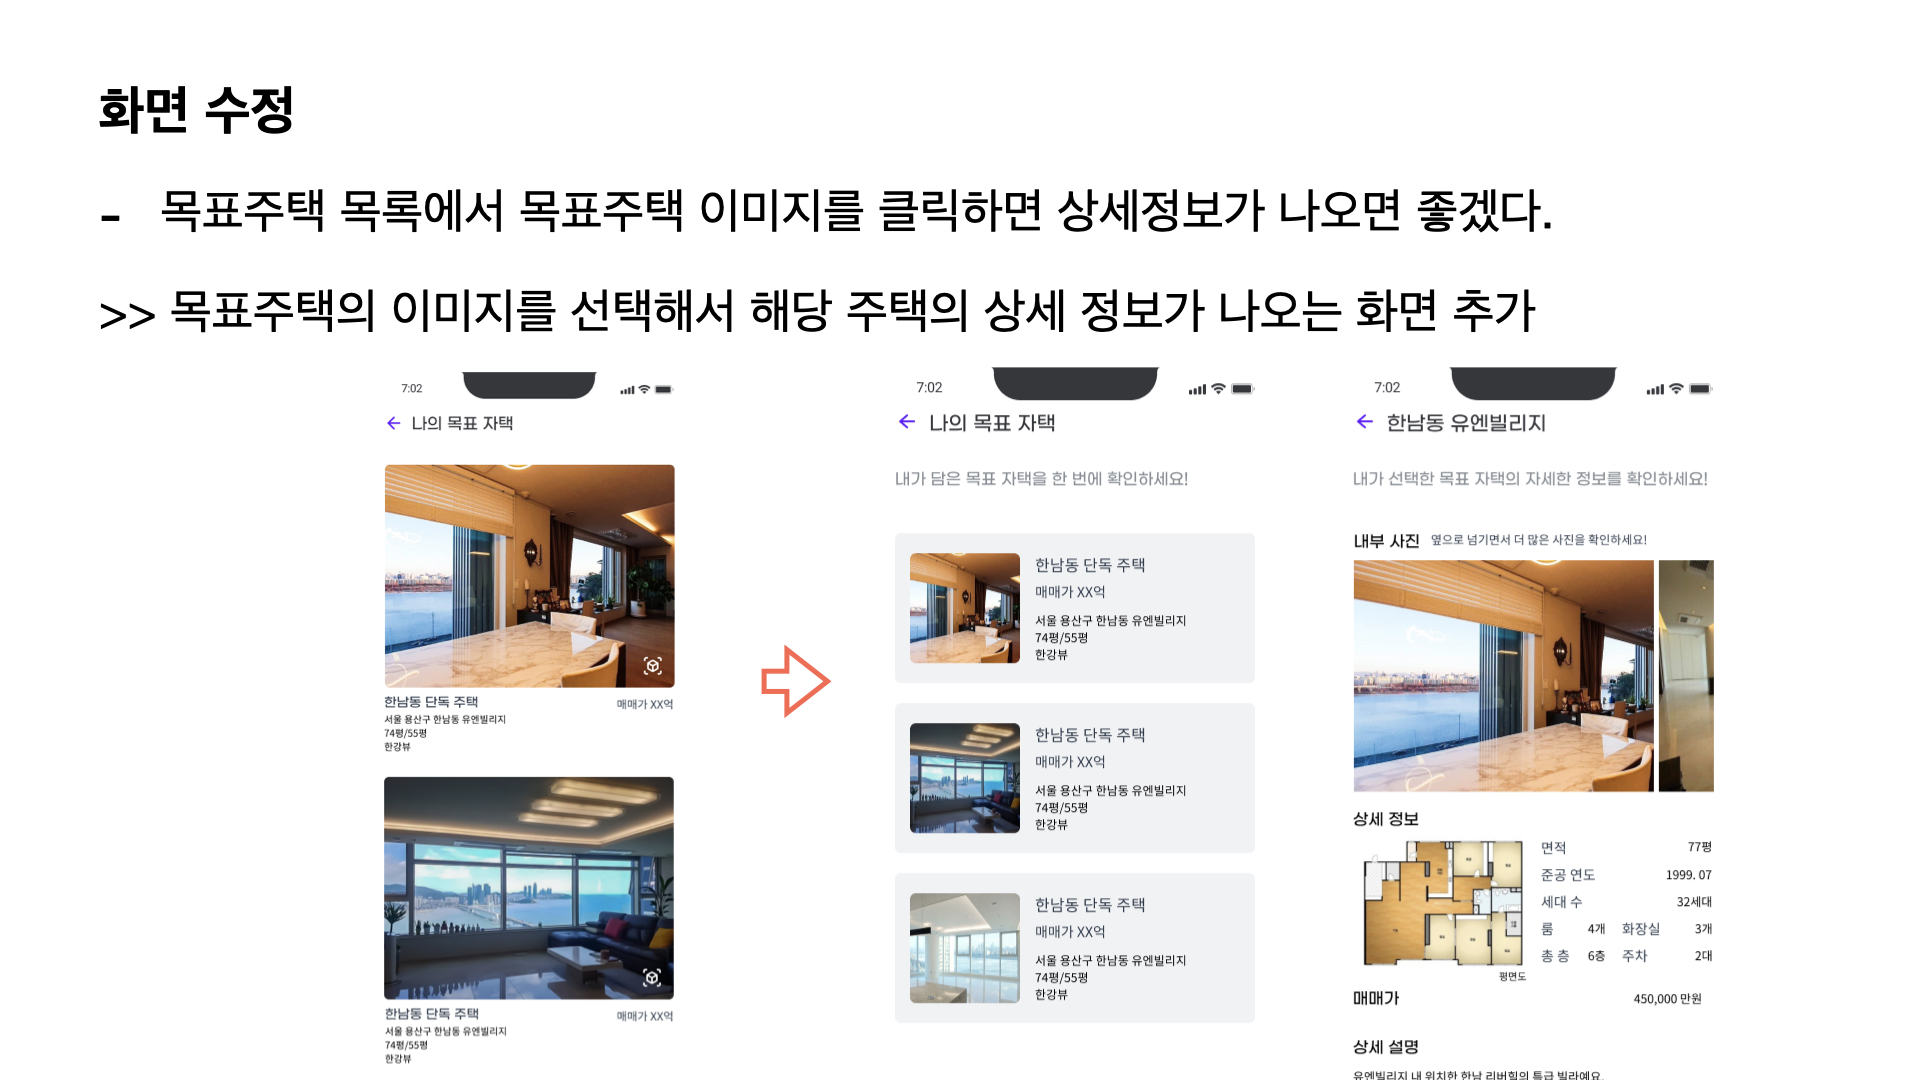 화면 수정
- 목표주택 목록에서 목표주택 이미지를 클릭하면 상세정보가 나오면 좋겠다.
>> 목표주택의 이미지를 선택해서 해당 주택의 상세 정보가 나오는 화면 추가
7:02
나의 목표 자택
한남동 단독 주택
매매가 XX억
서울 용산구 한남동 유엔빌리지
74평/55평
한강뷰
한남동 단독 주택
매매가 XX억
서울 용산구 한남동 유엔빌리지
74평/55평
한강뷰
7:02
나의 목표 자택
내가 담은 목표 자택을 한 번에 확인하세요!
한남동 단독 주택
매매가 XX억
서울 용산구 한남동 유엔빌리지
74평/55평
한강뷰
한남동 단독 주택
매매가 XX억
서울 용산구 한남동 유엔빌리지
74평/55평
한강뷰
한남동 단독 주택
매매가 XX억
서울 용산구 한남동 유엔빌리지
74평/55평
한강뷰
7:02
한남동 유엔빌리지
내가 선택한 목표 자택의 자세한 정보를 확인하세요!
내부 사진 옆으로 넘기면서 더 많은 사진을 확인하세요!
상세 정보
면적 77평
준공 연도 1999. 07
세대 수 32세대
룸 4개 화장실 3개
총 층 6층 주차 2대
평면도
매매가 450,000 만원
상세 설명
유엔빌리지 내 위치한 한남 리버힐의 특급 빌라예요.